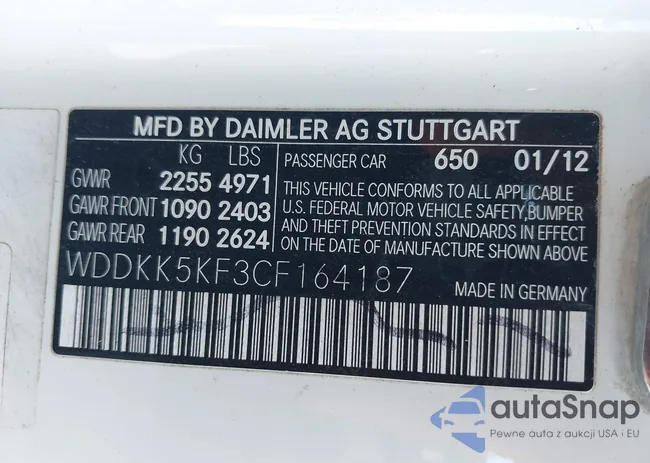 MFD BY DAIMLER AG STUTTGART
KG LBS
GVWR 2255 4971
GAWR FRONT 1090 2403
GAWR REAR 1190 2624
PASSENGER CAR 650 01/12
THIS VEHICLE CONFORMS TO ALL APPLICABLE
U.S. FEDERAL MOTOR VEHICLE SAFETY,BUMPER
AND THEFT PREVENTION STANDARDS IN EFFECT
ON THE DATE OF MANUFACTURE SHOWN ABOVE
WDDKK5KF3CF164187
MADE IN GERMANY
autaSnap
Pewne auta z aukcji USA i EU